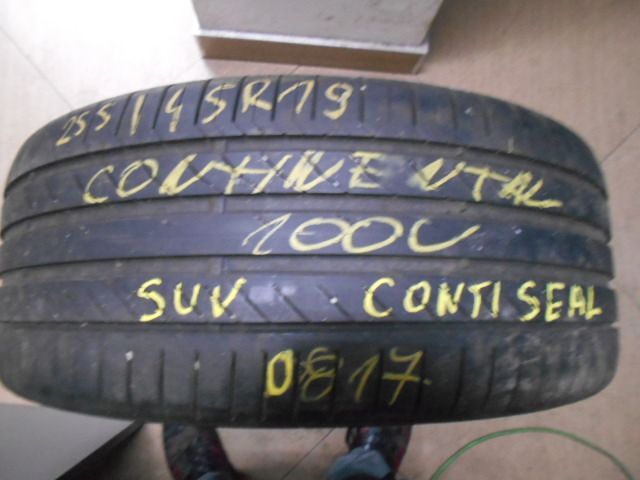 255/45R19
CONTINENTAL
100V
SUV CONTISEAL
0817